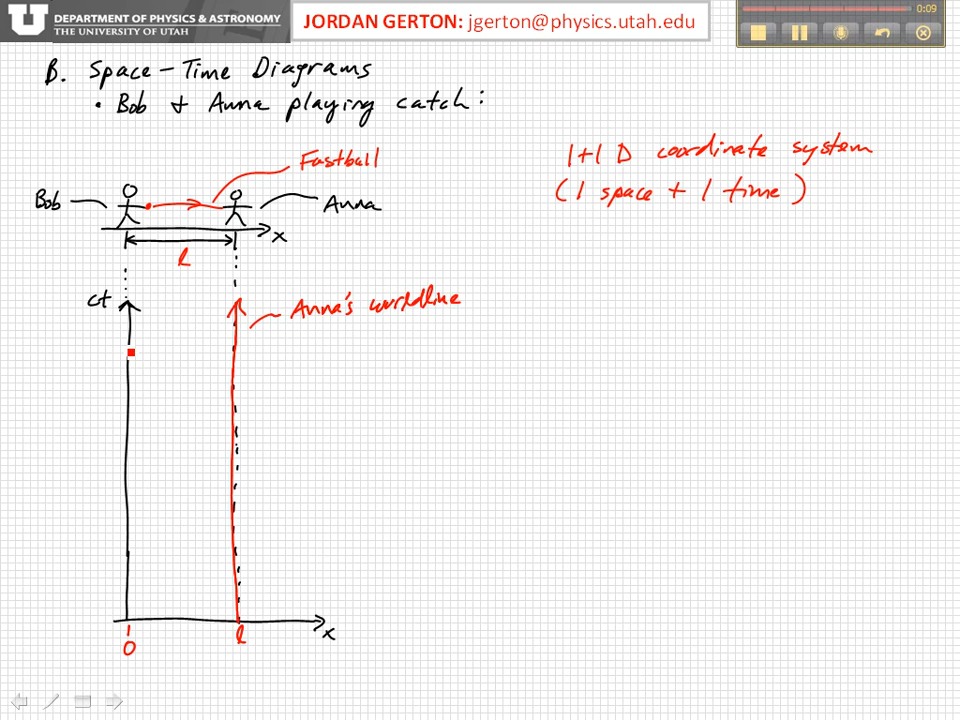 DEPARTMENT OF PHYSICS & ASTRONOMY
THE UNIVERSITY OF UTAH
JORDAN GERTON: jgerton@physics.utah.edu
0:09
B. Space-Time Diagrams
• Bob + Anna playing catch:
1+1 D coordinate system
(1 space + 1 time)
Fastball
Bob
Anna
x
l
ct
Anna's worldline
x
0
l